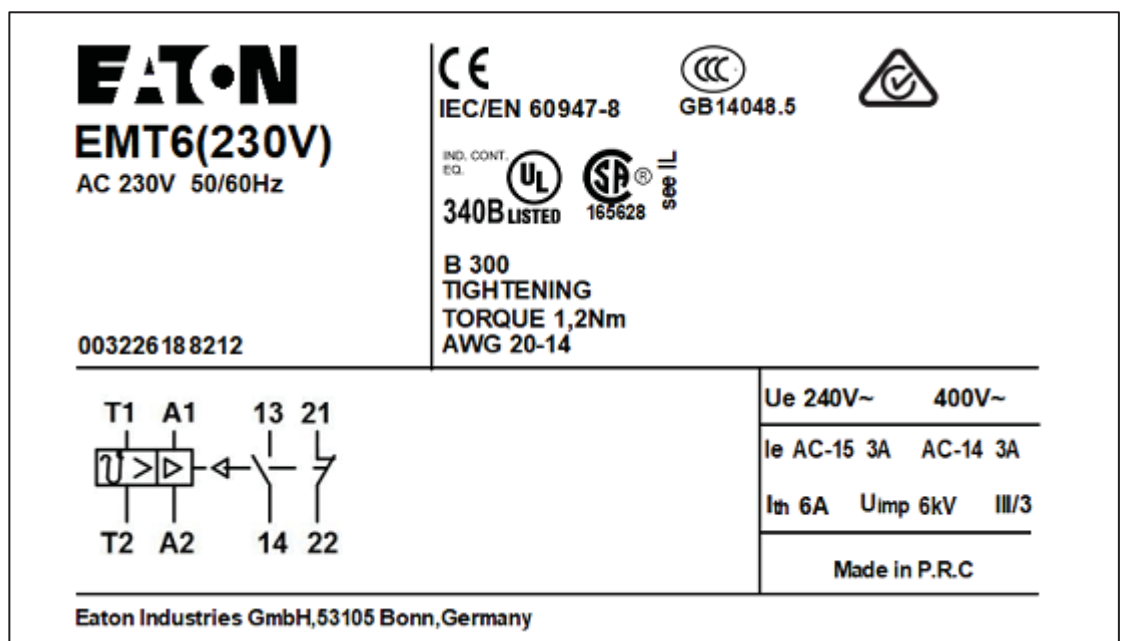 EATON
EMT6(230V)
AC 230V 50/60Hz
003226188212
CE
IEC/EN 60947-8
CCC
GB14048.5
IND. CONT.
EQ.
340B
UL
LISTED
SA ®
165628
see IL
B 300
TIGHTENING
TORQUE 1,2Nm
AWG 20-14
T1 A1 13 21
T2 A2 14 22
Ue 240V~ 400V~
Ie AC-15 3A AC-14 3A
Ith 6A Uimp 6kV III/3
Made in P.R.C
Eaton Industries GmbH,53105 Bonn,Germany